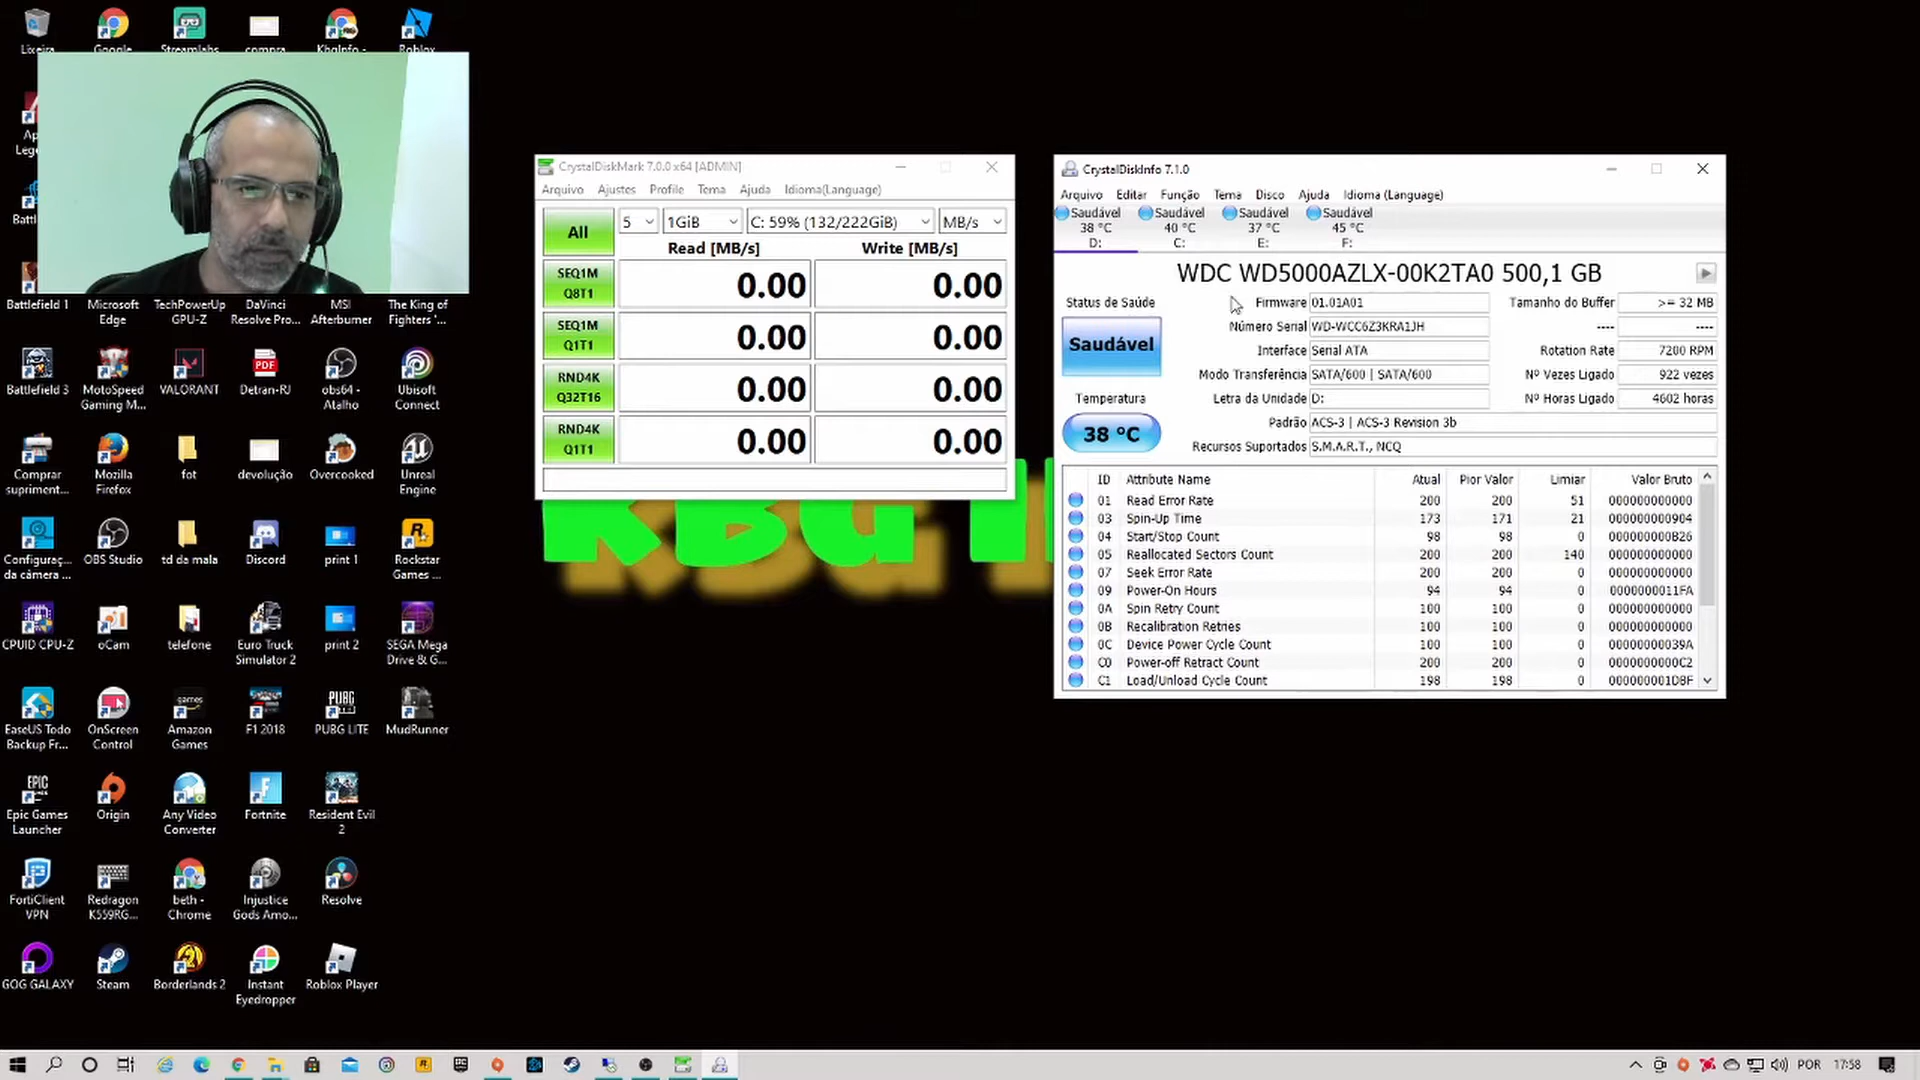 Lixeira
Google
Streamlabs
compra
KbgInfo -
Roblox
Ap
Lege
Battl
Battlefield 1
Microsoft
Edge
TechPowerUp
GPU-Z
DaVinci
Resolve Pro...
MSI
Afterburner
The King of
Fighters '...
Battlefield 3
MotoSpeed
Gaming M...
VALORANT
Detran-RJ
obs64 -
Atalho
Ubisoft
Connect
Comprar
supriment...
Mozilla
Firefox
fot
devolução
Overcooked
Unreal
Engine
Configuraç...
da câmera ...
OBS Studio
td da mala
Discord
print 1
Rockstar
Games ...
CPUID CPU-Z
oCam
telefone
Euro Truck
Simulator 2
print 2
SEGA Mega
Drive & G...
EaseUS Todo
Backup Fr...
OnScreen
Control
Amazon
Games
F1 2018
PUBG LITE
MudRunner
Epic Games
Launcher
Origin
Any Video
Converter
Fortnite
Resident Evil
2
FortiClient
VPN
Redragon
K559RG...
beth -
Chrome
Injustice
Gods Amo...
Resolve
GOG GALAXY
Steam
Borderlands 2
Instant
Eyedropper
Roblox Player
CrystalDiskMark 7.0.0 x64 [ADMIN]
Arquivo Ajustes Profile Tema Ajuda Idioma(Language)
All 5 1GiB C: 59% (132/222GiB) MB/s
Read [MB/s] Write [MB/s]
SEQ1M
Q8T1 0.00 0.00
SEQ1M
Q1T1 0.00 0.00
RND4K
Q32T16 0.00 0.00
RND4K
Q1T1 0.00 0.00
KBG I
CrystalDiskInfo 7.1.0
Arquivo Editar Função Tema Disco Ajuda Idioma (Language)
Saudável Saudável Saudável Saudável
38 °C 40 °C 37 °C 45 °C
D: C: E: F:
WDC WD5000AZLX-00K2TA0 500,1 GB
Status de Saúde
Saudável
Temperatura
38 °C
Firmware 01.01A01 Tamanho do Buffer >= 32 MB
Número Serial WD-WCC6Z3KRA1JH ---- ----
Interface Serial ATA Rotation Rate 7200 RPM
Modo Transferência SATA/600 | SATA/600 Nº Vezes Ligado 922 vezes
Letra da Unidade D: Nº Horas Ligado 4602 horas
Padrão ACS-3 | ACS-3 Revision 3b
Recursos Suportados S.M.A.R.T., NCQ
ID Attribute Name Atual Pior Valor Limiar Valor Bruto
01 Read Error Rate 200 200 51 000000000000
03 Spin-Up Time 173 171 21 000000000904
04 Start/Stop Count 98 98 0 000000000B26
05 Reallocated Sectors Count 200 200 140 000000000000
07 Seek Error Rate 200 200 0 000000000000
09 Power-On Hours 94 94 0 0000000011FA
0A Spin Retry Count 100 100 0 000000000000
0B Recalibration Retries 100 100 0 000000000000
0C Device Power Cycle Count 100 100 0 00000000039A
C0 Power-off Retract Count 200 200 0 0000000000C2
C1 Load/Unload Cycle Count 198 198 0 000000001D8F
POR 17:58